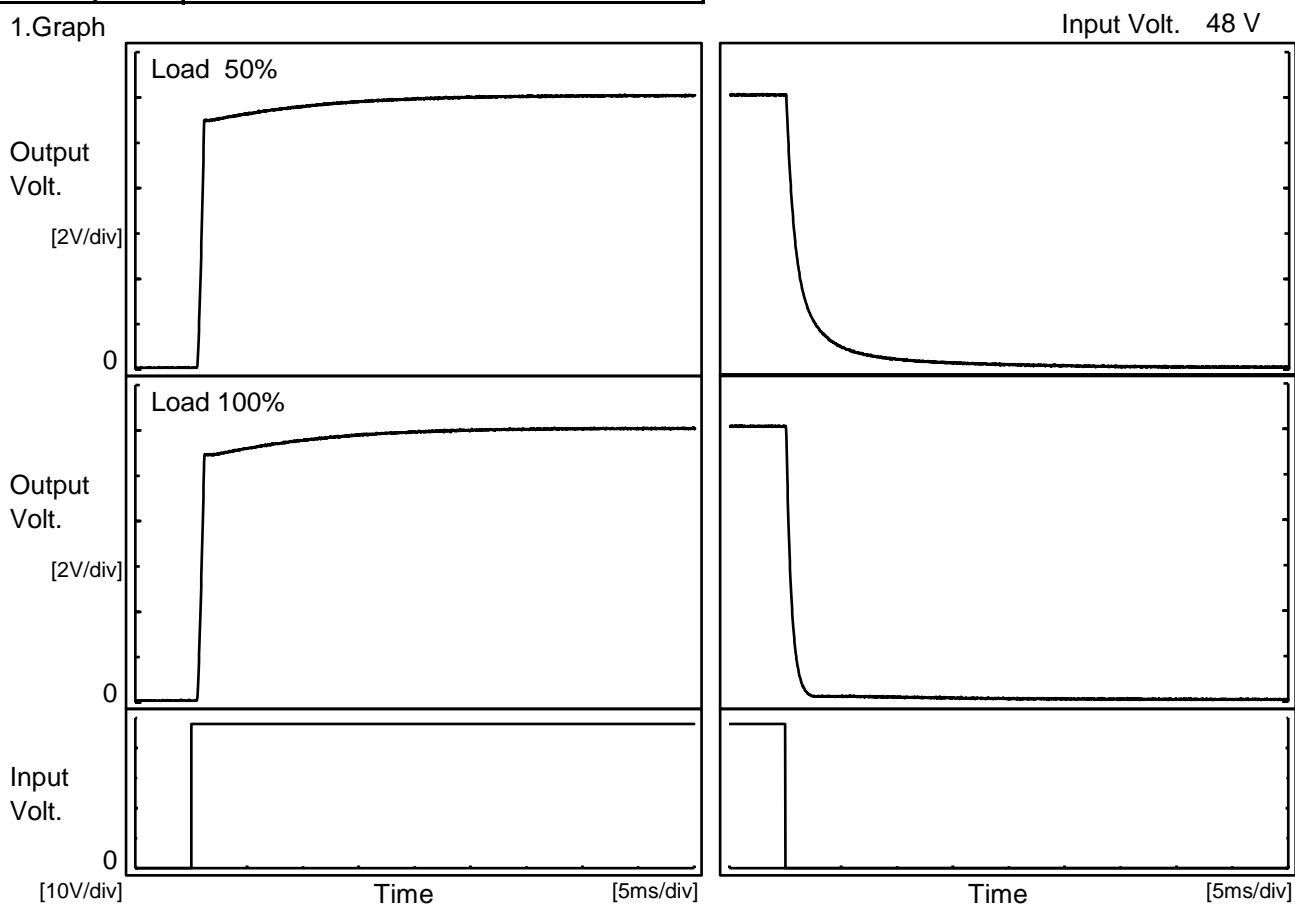 1.Graph
Input Volt. 48 V
Load 50%
Output
Volt.
[2V/div]
0
Load 100%
Output
Volt.
[2V/div]
0
Input
Volt.
0
[10V/div]
Time
[5ms/div]
Time
[5ms/div]